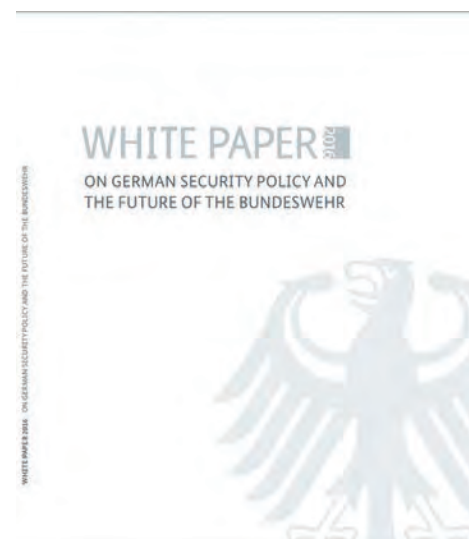 WHITE PAPER 2016
ON GERMAN SECURITY POLICY AND
THE FUTURE OF THE BUNDESWEHR
WHITE PAPER 2016 ON GERMAN SECURITY POLICY AND THE FUTURE OF THE BUNDESWEHR